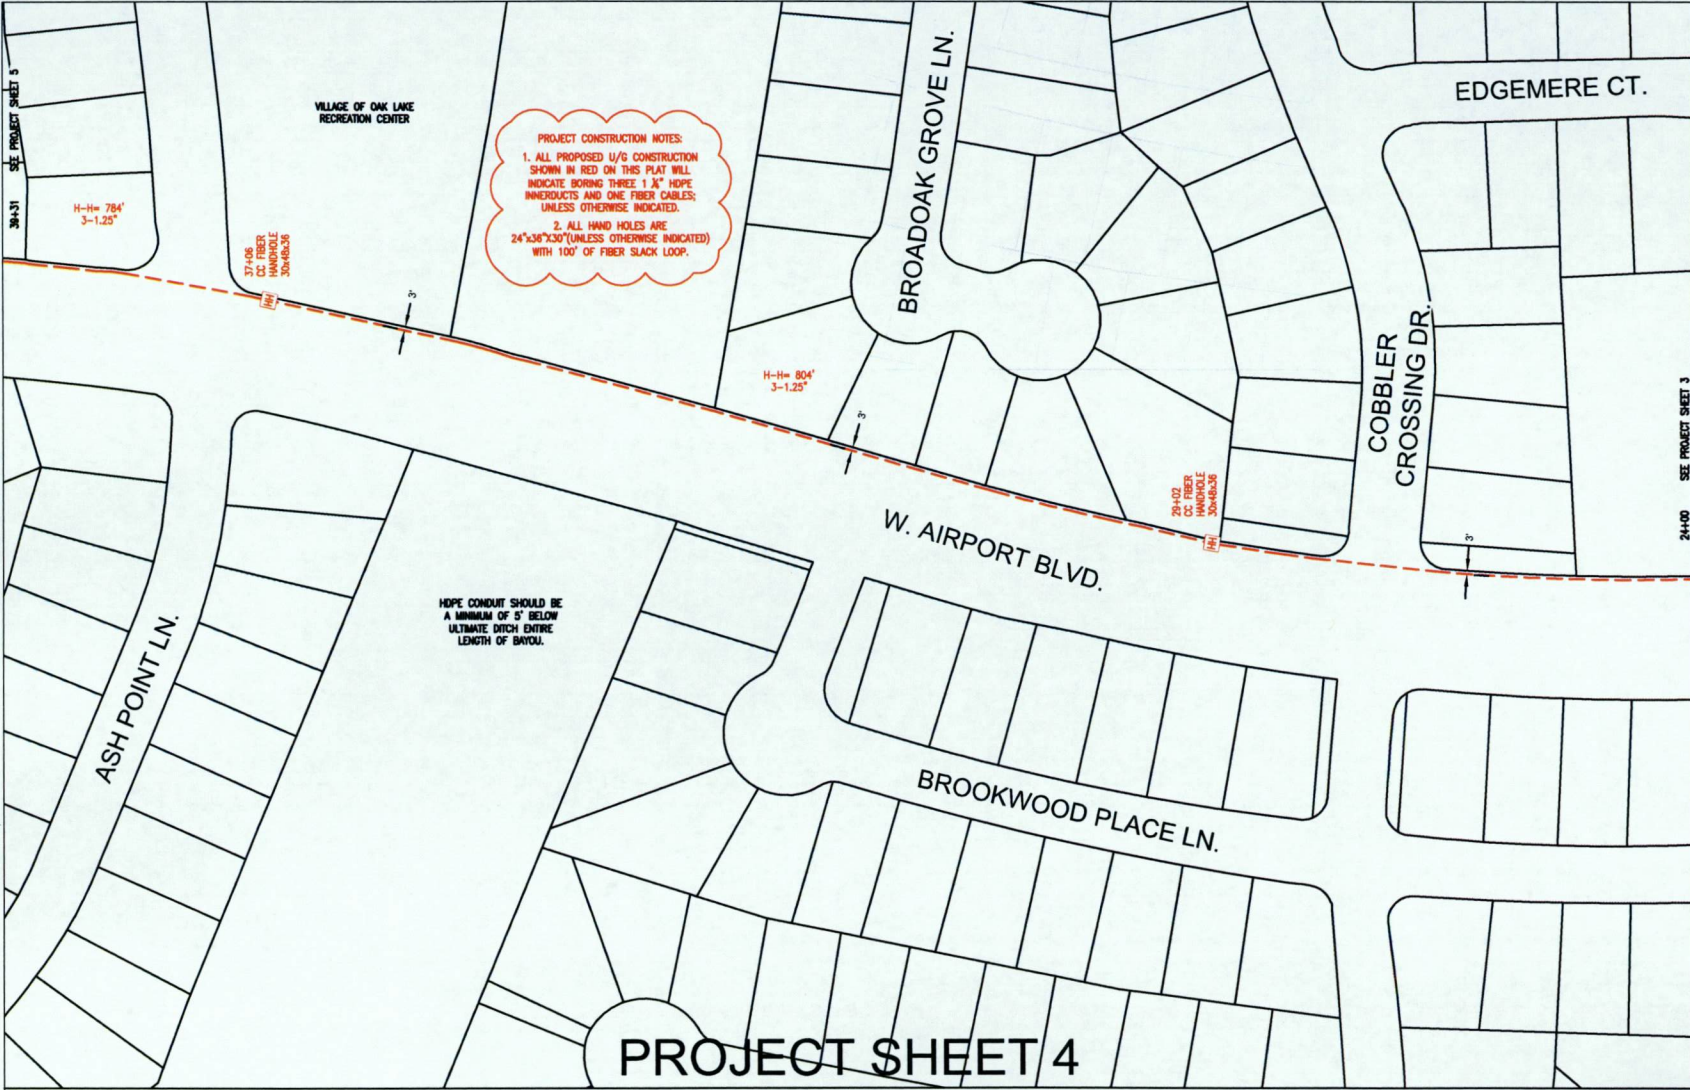 SEE PROJECT SHEET 5
VILLAGE OF OAK LAKE
RECREATION CENTER
H-H= 784'
3-1.25"
37+06
CC FIBER
HANDHOLE
30x48x36
HH
3'
PROJECT CONSTRUCTION NOTES:
1. ALL PROPOSED U/G CONSTRUCTION
SHOWN IN RED ON THIS PLAT WILL
INDICATE BORING THREE 1 ¼" HDPE
INNERDUCTS AND ONE FIBER CABLES;
UNLESS OTHERWISE INDICATED.
2. ALL HAND HOLES ARE
24"x36"X30"(UNLESS OTHERWISE INDICATED)
WITH 100' OF FIBER SLACK LOOP.
BROADOAK GROVE LN.
EDGEMERE CT.
COBBLER
CROSSING DR.
H-H= 804'
3-1.25"
3'
29+02
CC FIBER
HANDHOLE
30x48x36
HH
3'
24+00
SEE PROJECT SHEET 3
W. AIRPORT BLVD.
HDPE CONDUIT SHOULD BE
A MINIMUM OF 5' BELOW
ULTIMATE DITCH ENTIRE
LENGTH OF BAYOU.
ASH POINT LN.
BROOKWOOD PLACE LN.
PROJECT SHEET 4